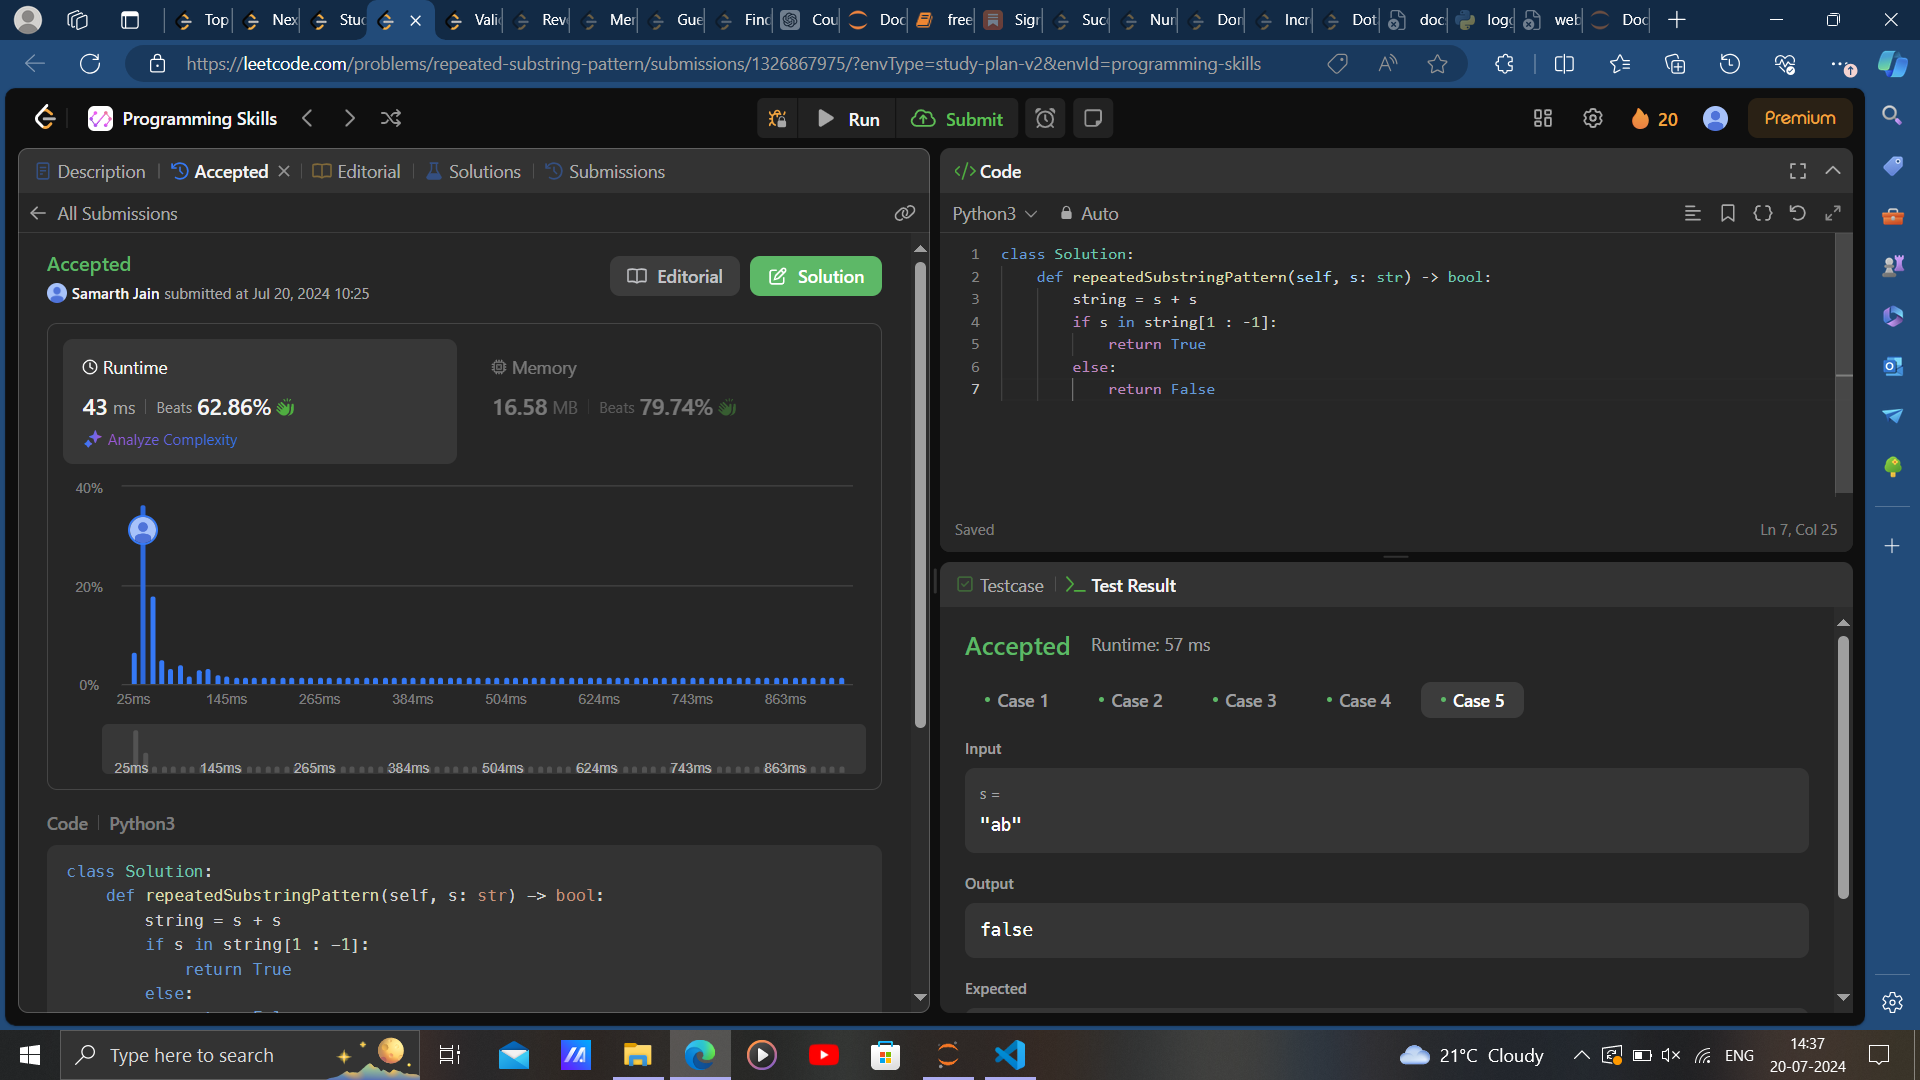 Top
Nex
Stu
Vali
Rev
Mer
Gue
Find
Cou
Doc
free
Sign
Suc
Nun
Don
Incr
Dot
doc
logg
web
Doc
https://leetcode.com/problems/repeated-substring-pattern/submissions/1326867975/?envType=study-plan-v2&envId=programming-skills
Programming Skills
Run
Submit
20
Premium
Description
Accepted
Editorial
Solutions
Submissions
All Submissions
Accepted
Samarth Jain submitted at Jul 20, 2024 10:25
Editorial
Solution
Runtime
43 ms
Beats 62.86%
Analyze Complexity
Memory
16.58 MB
Beats 79.74%
40%
20%
0%
25ms 145ms 265ms 384ms 504ms 624ms 743ms 863ms
25ms 145ms 265ms 384ms 504ms 624ms 743ms 863ms
Code
Python3
class Solution:
def repeatedSubstringPattern(self, s: str) -> bool:
string = s + s
if s in string[1 : -1]:
return True
else:
</> Code
Python3
Auto
1 class Solution:
2 def repeatedSubstringPattern(self, s: str) -> bool:
3 string = s + s
4 if s in string[1 : -1]:
5 return True
6 else:
7 return False
Saved
Ln 7, Col 25
Testcase
Test Result
Accepted
Runtime: 57 ms
Case 1
Case 2
Case 3
Case 4
Case 5
Input
s =
"ab"
Output
false
Expected
Type here to search
21°C Cloudy
ENG
14:37
20-07-2024